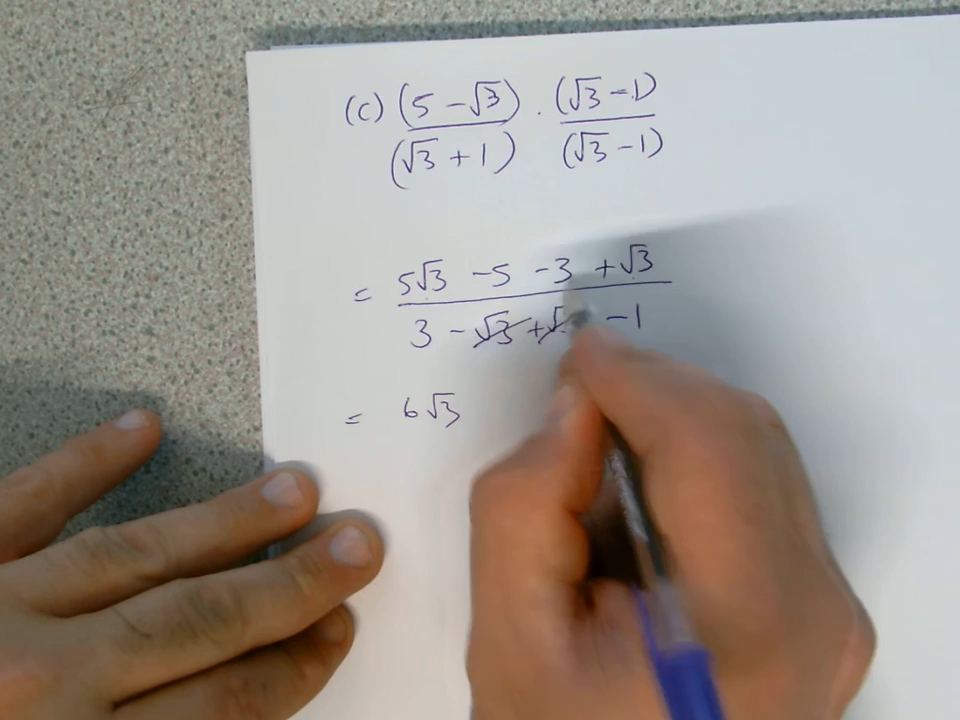 (c) (5 - √3) . (√3 - 1)
(√3 + 1) (√3 - 1)
= 5√3 - 5 - 3 + √3
3 - √3 + √ - 1
= 6√3